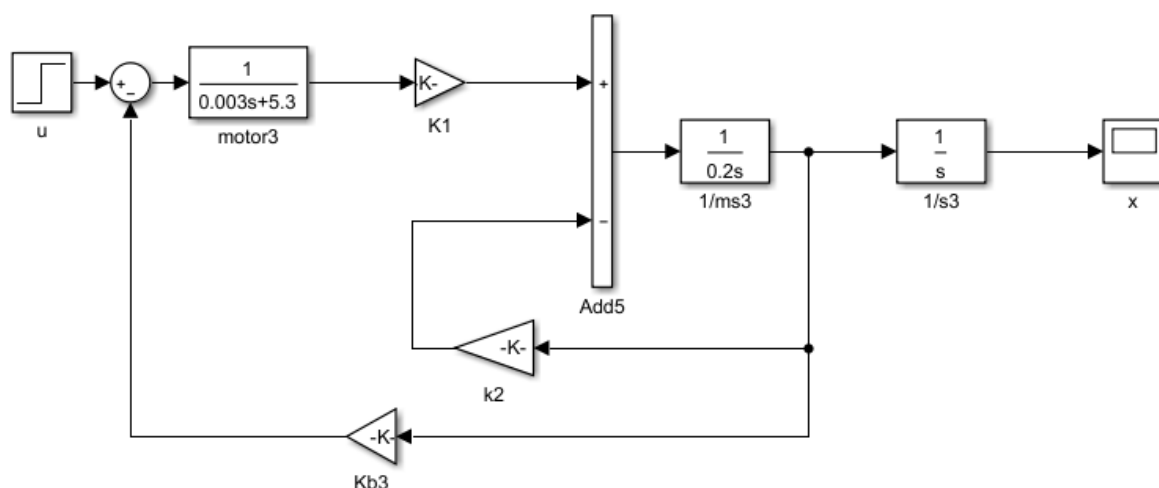 u
+
−
1
0.003s+5.3
motor3
K-
K1
+
−
Add5
1
0.2s
1/ms3
1
s
1/s3
x
-K-
k2
-K-
Kb3